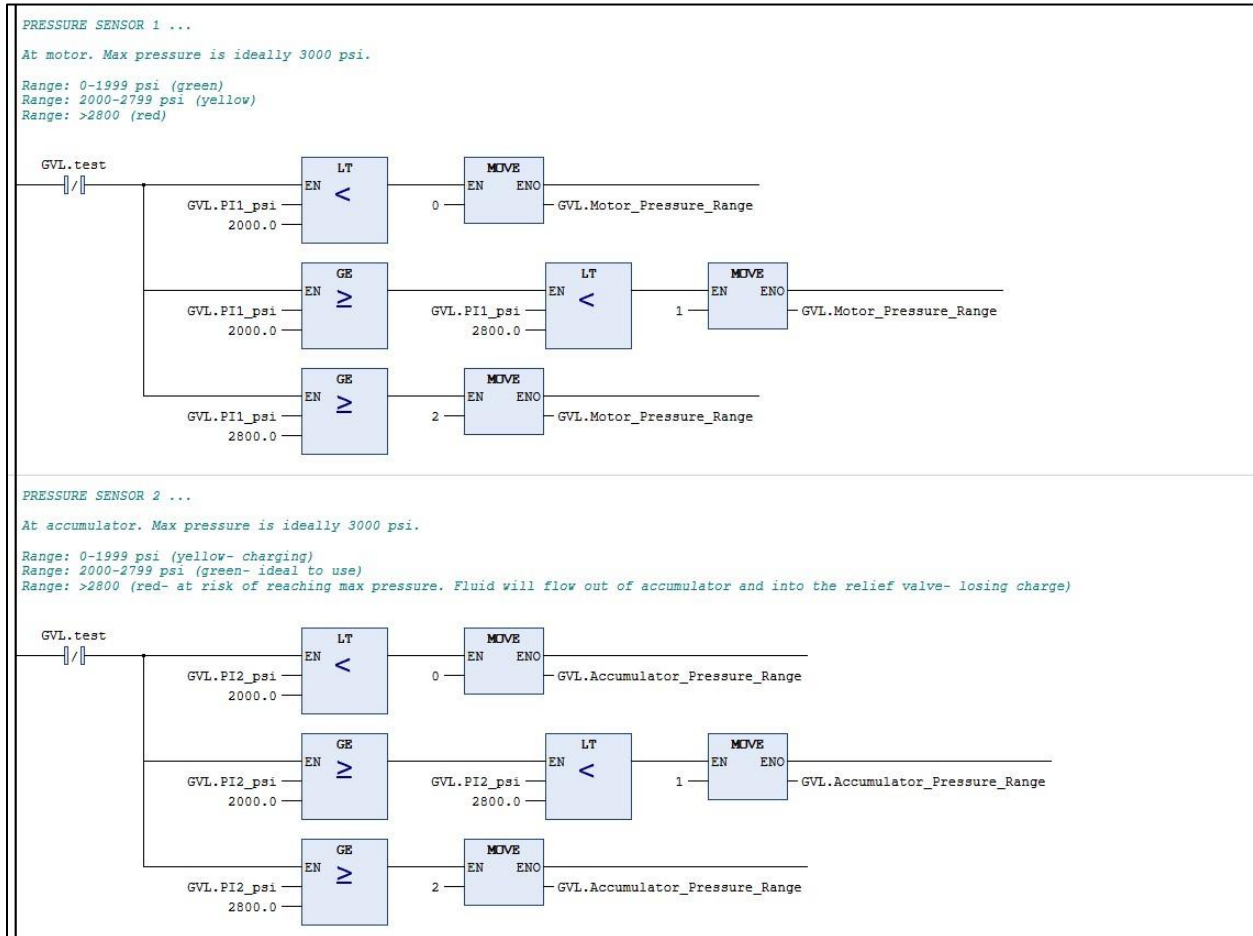 PRESSURE SENSOR 1 ...
At motor. Max pressure is ideally 3000 psi.
Range: 0-1999 psi (green)
Range: 2000-2799 psi (yellow)
Range: >2800 (red)
GVL.test
LT
MOVE
EN
<
EN ENO
GVL.PI1_psi
0
GVL.Motor_Pressure_Range
2000.0
GE
LT
MOVE
EN
≥
EN
<
EN ENO
GVL.PI1_psi
GVL.PI1_psi
1
GVL.Motor_Pressure_Range
2000.0
2800.0
GE
MOVE
EN
≥
EN ENO
GVL.PI1_psi
2
GVL.Motor_Pressure_Range
2800.0
PRESSURE SENSOR 2 ...
At accumulator. Max pressure is ideally 3000 psi.
Range: 0-1999 psi (yellow- charging)
Range: 2000-2799 psi (green- ideal to use)
Range: >2800 (red- at risk of reaching max pressure. Fluid will flow out of accumulator and into the relief valve- losing charge)
GVL.test
LT
MOVE
EN
<
EN ENO
GVL.PI2_psi
0
GVL.Accumulator_Pressure_Range
2000.0
GE
LT
MOVE
EN
≥
EN
<
EN ENO
GVL.PI2_psi
GVL.PI2_psi
1
GVL.Accumulator_Pressure_Range
2000.0
2800.0
GE
MOVE
EN
≥
EN ENO
GVL.PI2_psi
2
GVL.Accumulator_Pressure_Range
2800.0